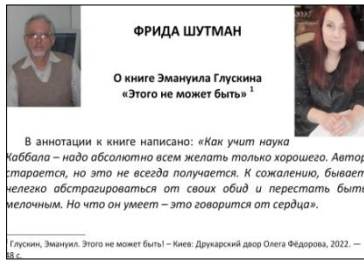 ФРИДА ШУТМАН
О книге Эмануила Глускина
«Этого не может быть» 1
В аннотации к книге написано: «Как учит наука
Каббала – надо абсолютно всем желать только хорошего. Автор
старается, но это не всегда получается. К сожалению, бывает
нелегко абстрагироваться от своих обид и перестать быть
мелочным. Но что он умеет – это говорится от сердца».
Глускин, Эмануил. Этого не может быть! – Киев: Друкарский двор Олега Фёдорова, 2022. —
48 с.